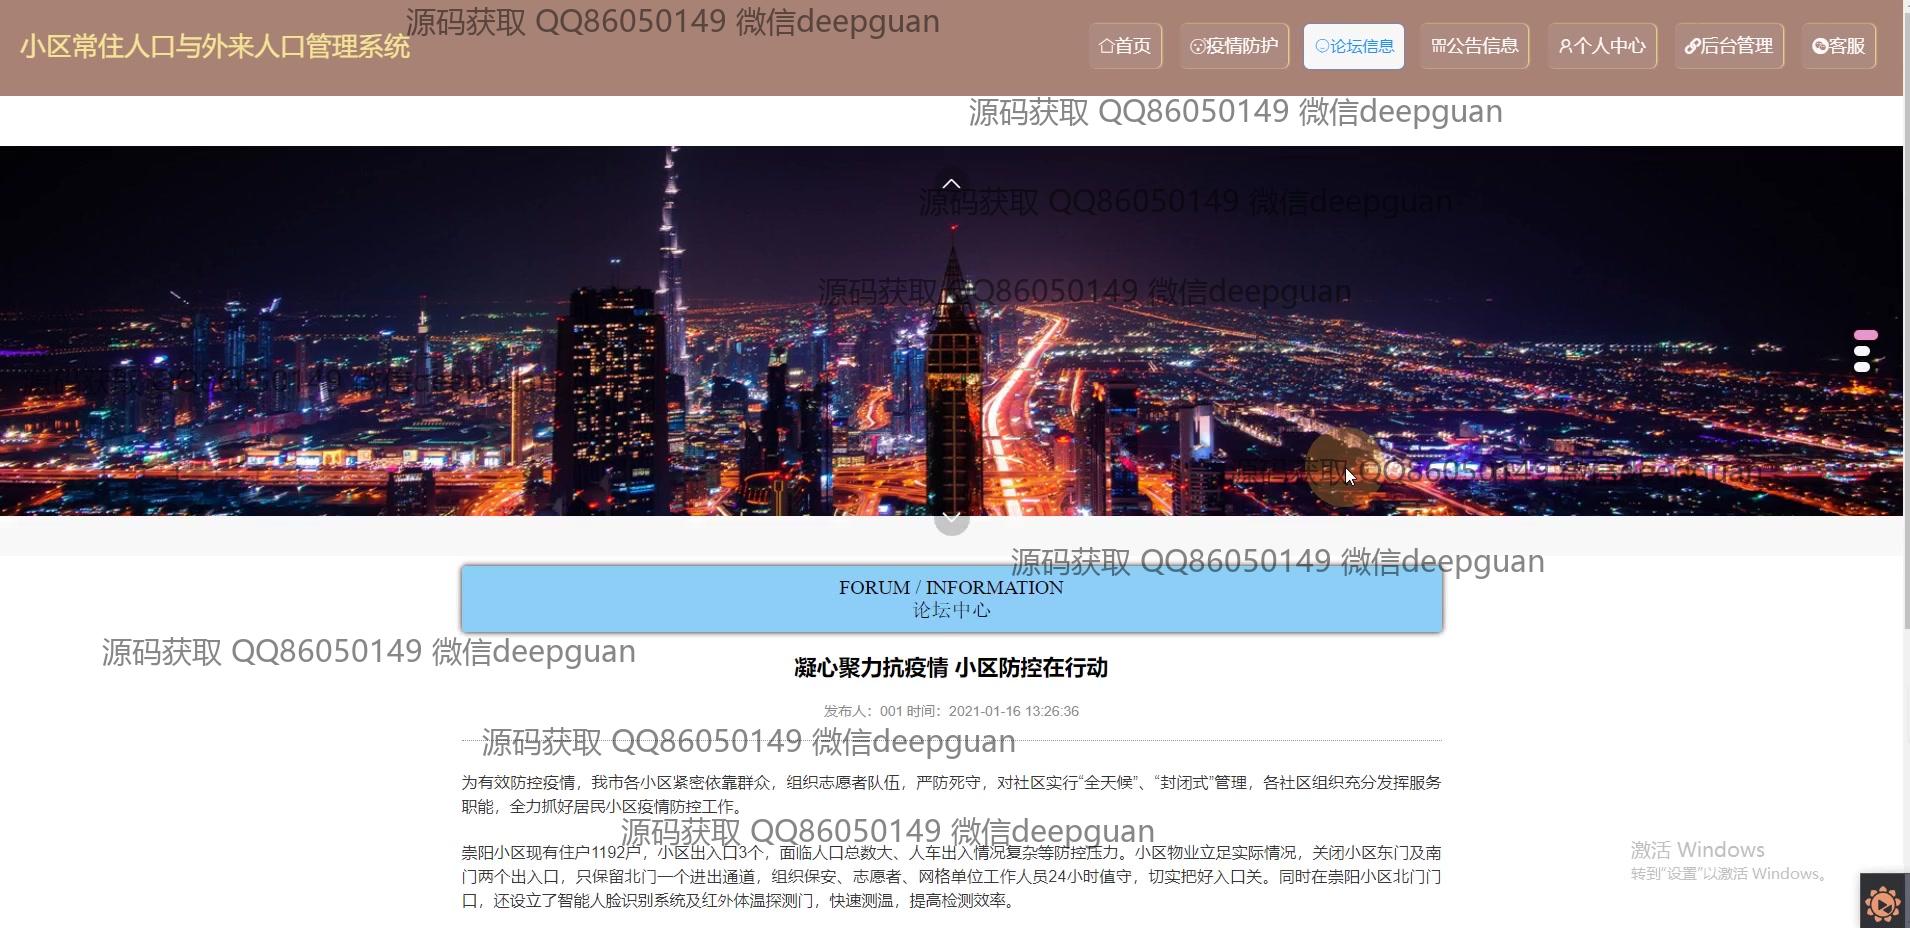 源码获取 QQ86050149 微信deepguan
小区常住人口与外来人口管理系统
首页 疫情防护 论坛信息 公告信息 个人中心 后台管理 客服
源码获取 QQ86050149 微信deepguan
源码获取 QQ86050149 微信deepguan
源码获取 QQ86050149 微信deepguan
源码获取 QQ86050149 微信deepguan
源码获取 QQ86050149 微信deepguan
源码获取 QQ86050149 微信deepguan
FORUM / INFORMATION
论坛中心
源码获取 QQ86050149 微信deepguan
凝心聚力抗疫情 小区防控在行动
发布人：001 时间：2021-01-16 13:26:36
源码获取 QQ86050149 微信deepguan
为有效防控疫情，我市各小区紧密依靠群众，组织志愿者队伍，严防死守，对社区实行“全天候”、“封闭式”管理，各社区组织充分发挥服务
职能，全力抓好居民小区疫情防控工作。
源码获取 QQ86050149 微信deepguan
崇阳小区现有住户1192户，小区出入口3个，面临人口总数大、人车出入情况复杂等防控压力。小区物业立足实际情况，关闭小区东门及南
门两个出入口，只保留北门一个进出通道，组织保安、志愿者、网格单位工作人员24小时值守，切实把好入口关。同时在崇阳小区北门门
口，还设立了智能人脸识别系统及红外体温探测门，快速测温，提高检测效率。
激活 Windows
转到“设置”以激活 Windows。